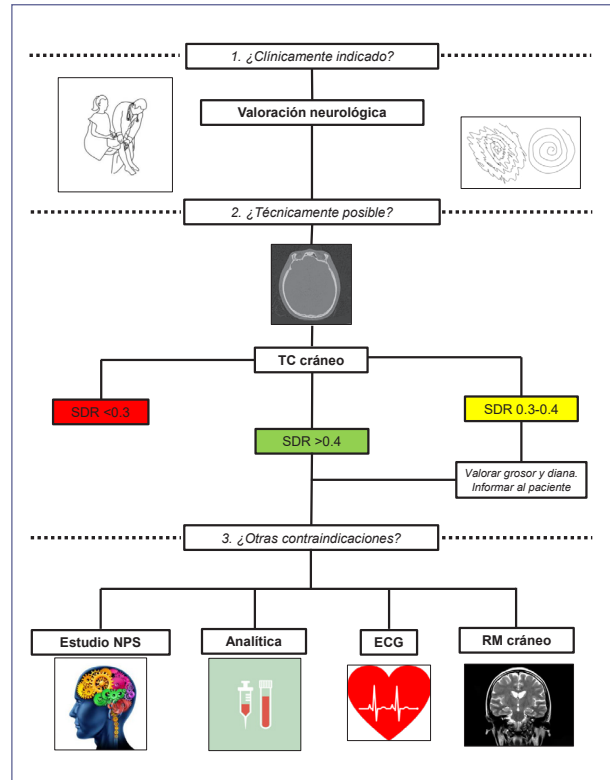 1. ¿Clínicamente indicado?
Valoración neurológica
2. ¿Técnicamente posible?
TC cráneo
SDR <0.3
SDR 0.3-0.4
SDR >0.4
Valorar grosor y diana.
Informar al paciente
3. ¿Otras contraindicaciones?
Estudio NPS
Analítica
ECG
RM cráneo